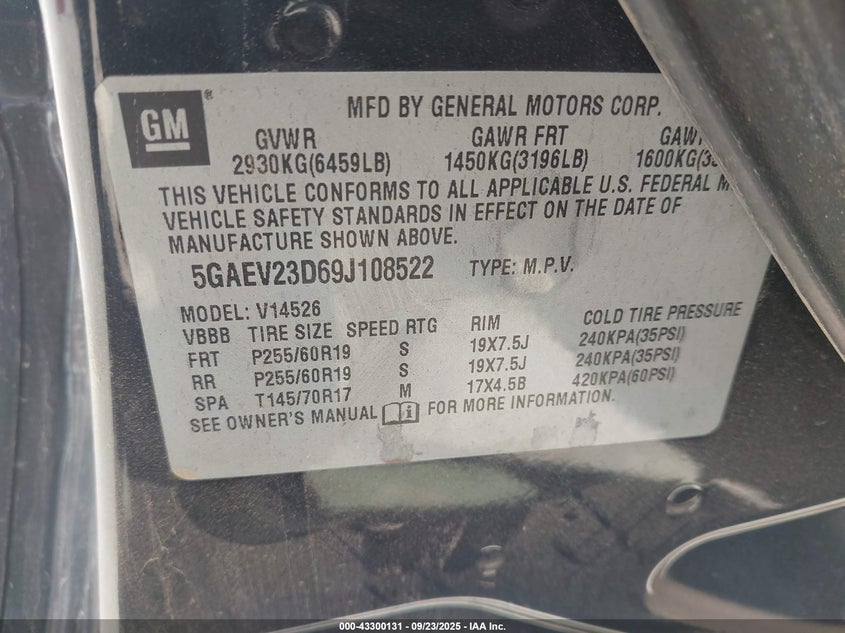 GM®
MFD BY GENERAL MOTORS CORP.
GVWR GAWR FRT
2930KG(6459LB) 1450KG(3196LB) 1600KG
THIS VEHICLE CONFORMS TO ALL APPLICABLE U.S. FEDERAL
VEHICLE SAFETY STANDARDS IN EFFECT ON THE DATE OF
MANUFACTURE SHOWN ABOVE.
5GAEV23D69J108522 TYPE: M.P.V.
MODEL: V14526
VBBB TIRE SIZE SPEED RTG RIM COLD TIRE PRESSURE
FRT P255/60R19 S 19X7.5J 240KPA(35PSI)
RR P255/60R19 S 19X7.5J 240KPA(35PSI)
SPA T145/70R17 M 17X4.5B 420KPA(60PSI)
SEE OWNER'S MANUAL FOR MORE INFORMATION.
000-43300131 - 09/23/2025 - IAA Inc.